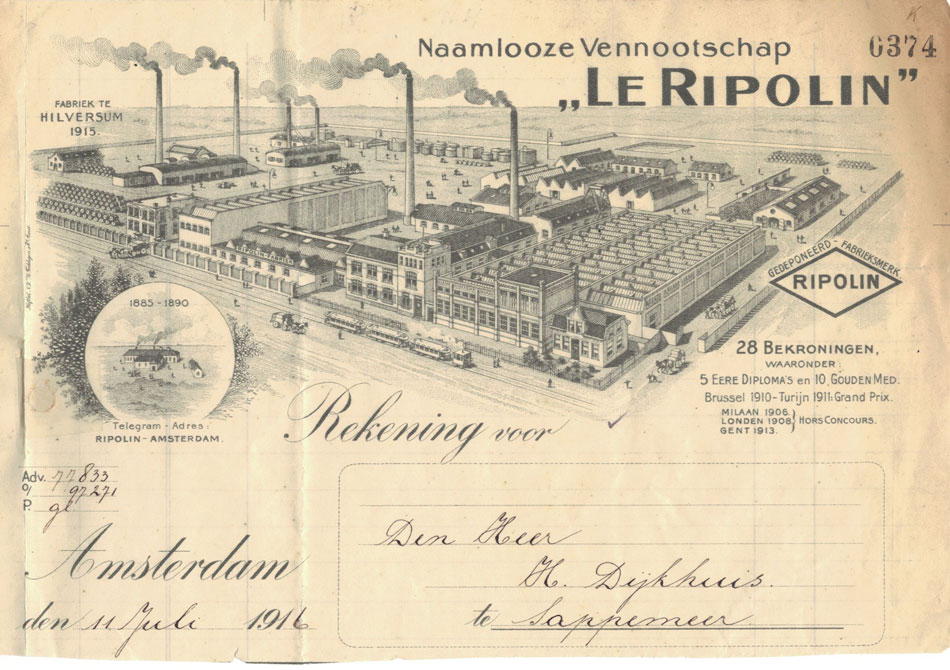 Naamlooze Vennootschap
0374
„LE RIPOLIN”
FABRIEK TE
HILVERSUM
1915.
RIPOLIN FABRIEK
GEDEPONEERD - FABRIEKSMERK
RIPOLIN
1885-1890
28 BEKRONINGEN,
WAARONDER:
5 EERE DIPLOMA'S en 10, GOUDEN MED.
Brussel 1910 - Turijn 1911: Grand Prix.
MILAAN 1906.
LONDEN 1908. HORS CONCOURS.
GENT 1913.
Telegram - Adres:
RIPOLIN - AMSTERDAM.
Rekening voor
Adv. 77833
O/ 97271
P. gl
Amsterdam
den 11 Juli 1916
Den Heer
H. Dijkhuis.
te Sappemeer